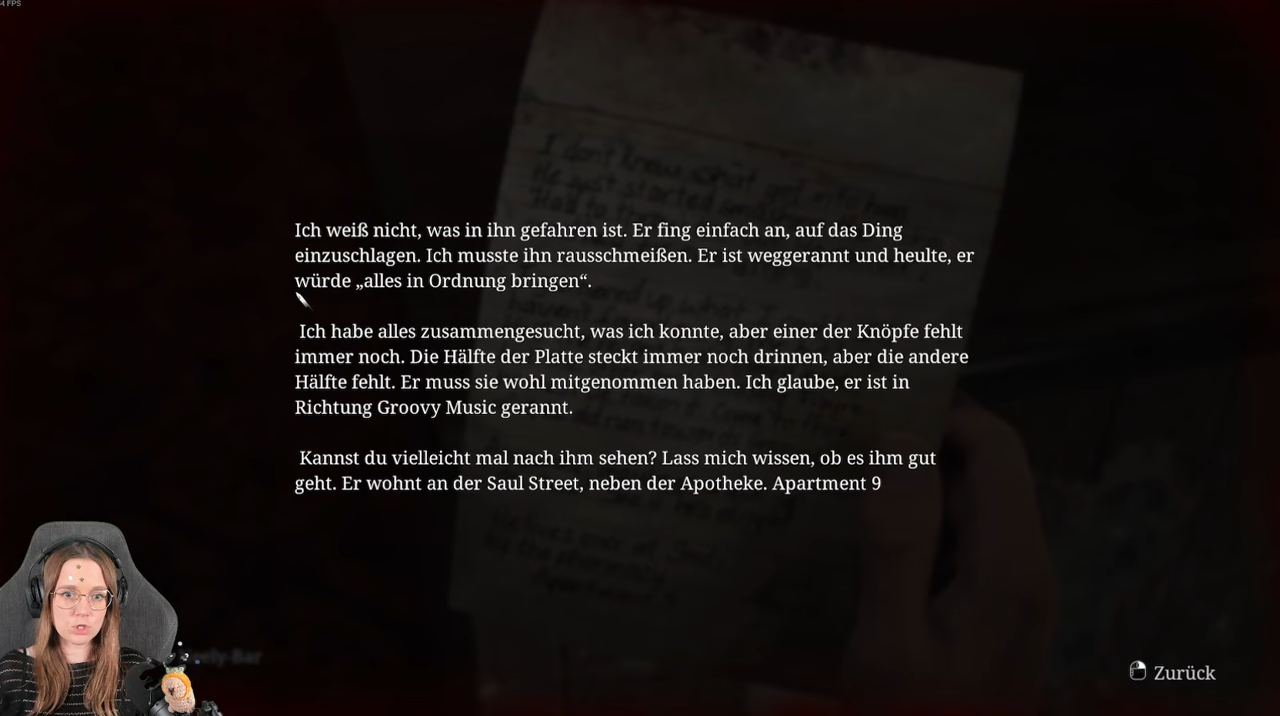 4 FPS
Ich weiß nicht, was in ihn gefahren ist. Er fing einfach an, auf das Ding
einzuschlagen. Ich musste ihn rausschmeißen. Er ist weggerannt und heulte, er
würde „alles in Ordnung bringen“.
Ich habe alles zusammengesucht, was ich konnte, aber einer der Knöpfe fehlt
immer noch. Die Hälfte der Platte steckt immer noch drinnen, aber die andere
Hälfte fehlt. Er muss sie wohl mitgenommen haben. Ich glaube, er ist in
Richtung Groovy Music gerannt.
Kannst du vielleicht mal nach ihm sehen? Lass mich wissen, ob es ihm gut
geht. Er wohnt an der Saul Street, neben der Apotheke. Apartment 9
Zurück